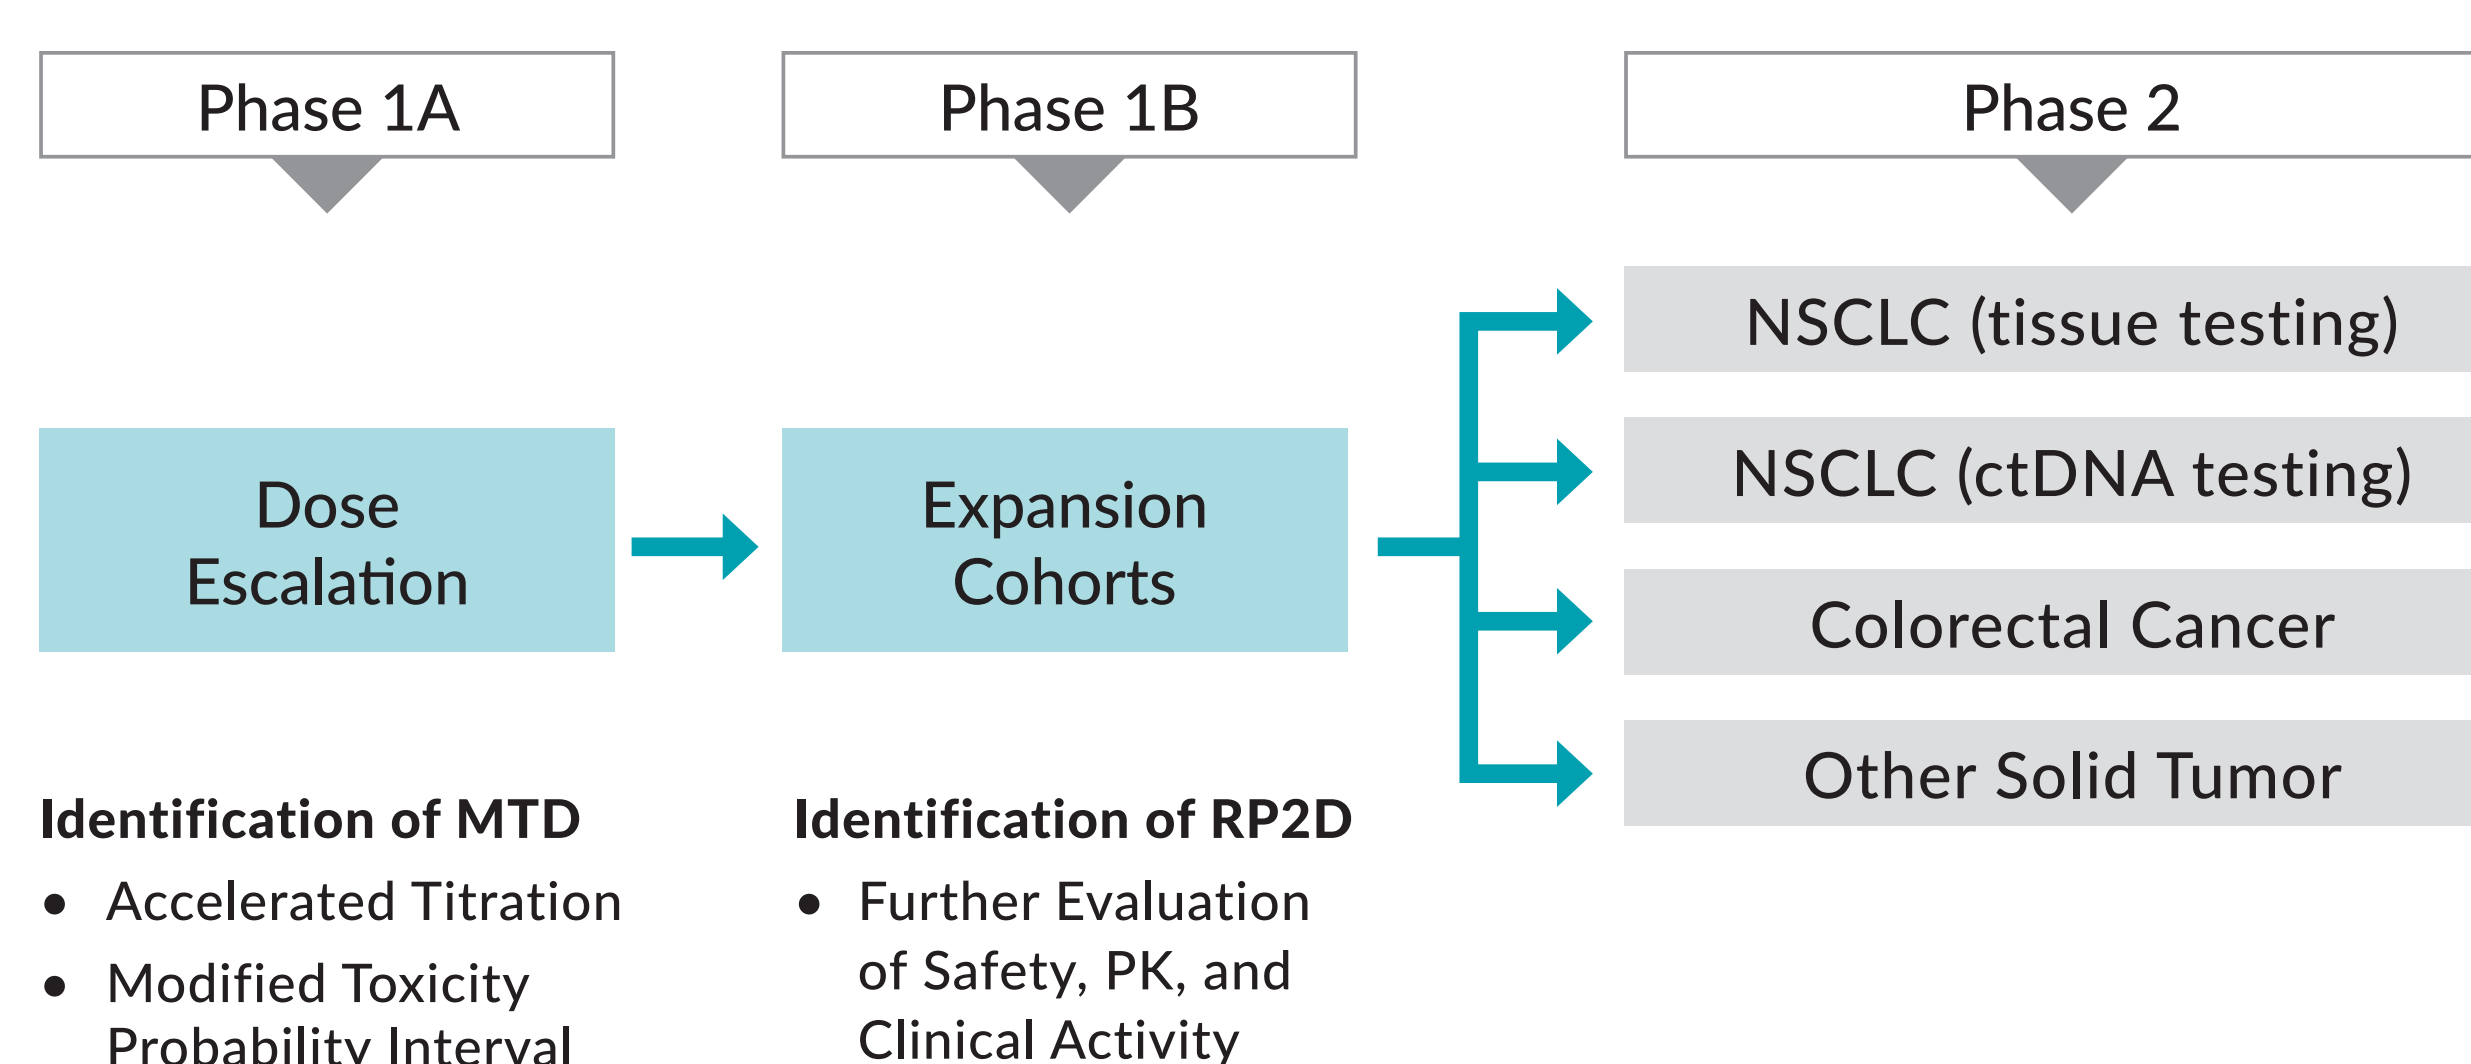 Phase 1A
Phase 1B
Phase 2
Dose
Escalation
Expansion
Cohorts
NSCLC (tissue testing)
NSCLC (ctDNA testing)
Colorectal Cancer
Other Solid Tumor
Identification of MTD
• Accelerated Titration
• Modified Toxicity
Probability Interval
Identification of RP2D
• Further Evaluation
of Safety, PK, and
Clinical Activity